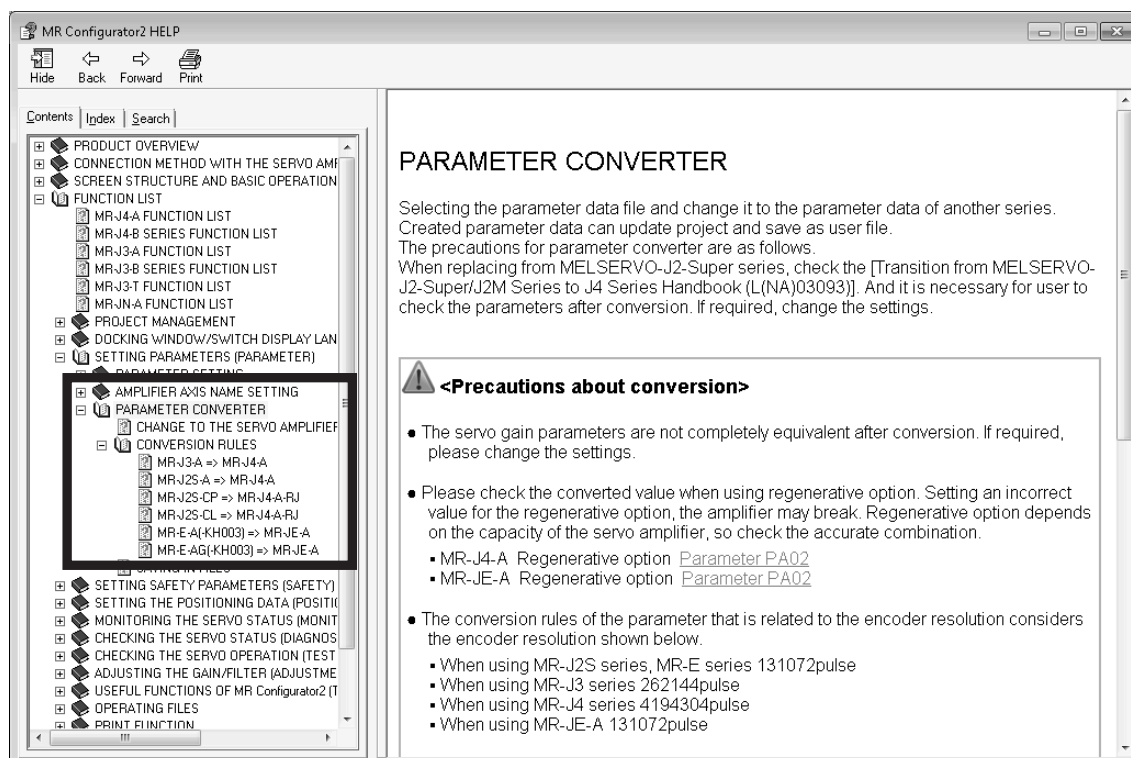 MR Configurator2 HELP
Hide
Back
Forward
Print
Contents
Index
Search
PRODUCT OVERVIEW
CONNECTION METHOD WITH THE SERVO AMF
SCREEN STRUCTURE AND BASIC OPERATION
FUNCTION LIST
MR-J4-A FUNCTION LIST
MR-J4-B SERIES FUNCTION LIST
MR-J3-A FUNCTION LIST
MR-J3-B SERIES FUNCTION LIST
MR-J3-T FUNCTION LIST
MR-JN-A FUNCTION LIST
PROJECT MANAGEMENT
DOCKING WINDOW/SWITCH DISPLAY LAN
SETTING PARAMETERS (PARAMETER)
AMPLIFIER AXIS NAME SETTING
PARAMETER CONVERTER
CHANGE TO THE SERVO AMPLIFIER
CONVERSION RULES
MR-J3-A => MR-J4-A
MR-J2S-A => MR-J4-A
MR-J2S-CP => MR-J4-A-RJ
MR-J2S-CL => MR-J4-A-RJ
MR-E-A(-KH003) => MR-JE-A
MR-E-AG(-KH003) => MR-JE-A
SETTING SAFETY PARAMETERS (SAFETY)
SETTING THE POSITIONING DATA (POSITI
MONITORING THE SERVO STATUS (MONIT
CHECKING THE SERVO STATUS (DIAGNOS
CHECKING THE SERVO OPERATION (TEST
ADJUSTING THE GAIN/FILTER (ADJUSTME
USEFUL FUNCTIONS OF MR Configurator2 (T
OPERATING FILES
PRINT FUNCTION
PARAMETER CONVERTER
Selecting the parameter data file and change it to the parameter data of another series.
Created parameter data can update project and save as user file.
The precautions for parameter converter are as follows.
When replacing from MELSERVO-J2-Super series, check the [Transition from MELSERVO-
J2-Super/J2M Series to J4 Series Handbook (L(NA)03093)]. And it is necessary for user to
check the parameters after conversion. If required, change the settings.
<Precautions about conversion>
● The servo gain parameters are not completely equivalent after conversion. If required,
please change the settings.
● Please check the converted value when using regenerative option. Setting an incorrect
value for the regenerative option, the amplifier may break. Regenerative option depends
on the capacity of the servo amplifier, so check the accurate combination.
▪ MR-J4-A Regenerative option Parameter PA02
▪ MR-JE-A Regenerative option Parameter PA02
● The conversion rules of the parameter that is related to the encoder resolution considers
the encoder resolution shown below.
▪ When using MR-J2S series, MR-E series 131072pulse
▪ When using MR-J3 series 262144pulse
▪ When using MR-J4 series 4194304pulse
▪ When using MR-JE-A 131072pulse